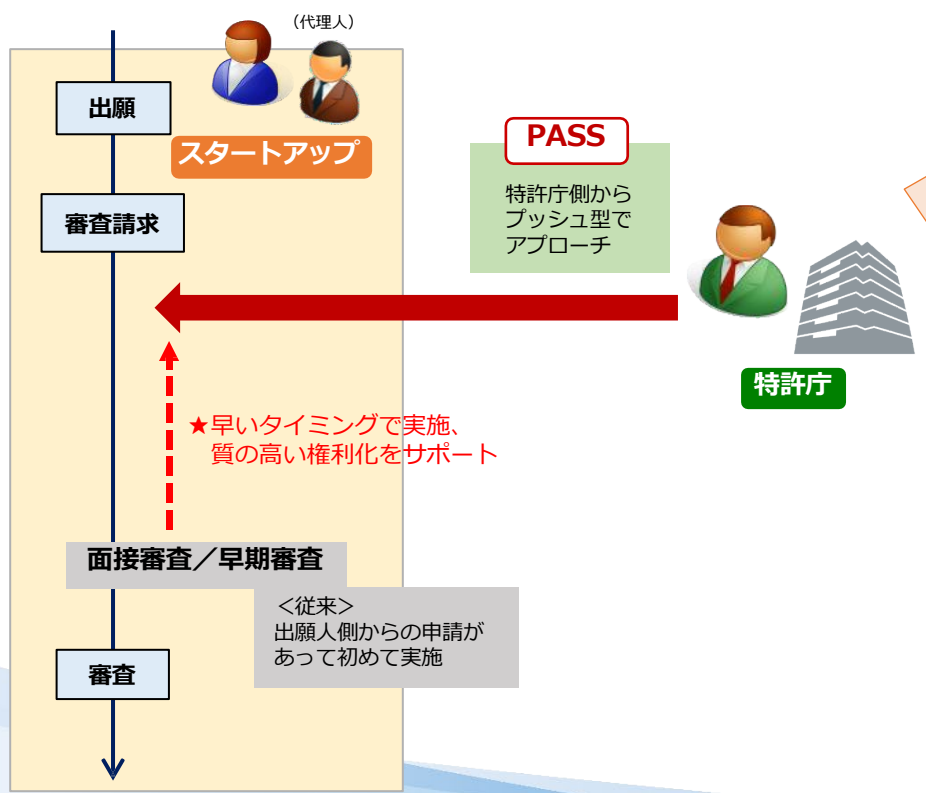 (代理人)
出願
スタートアップ
PASS
特許庁側から
プッシュ型で
アプローチ
審査請求
特許庁
★早いタイミングで実施、
質の高い権利化をサポート
面接審査/早期審査
<従来>
出願人側からの申請が
あって初めて実施
審査